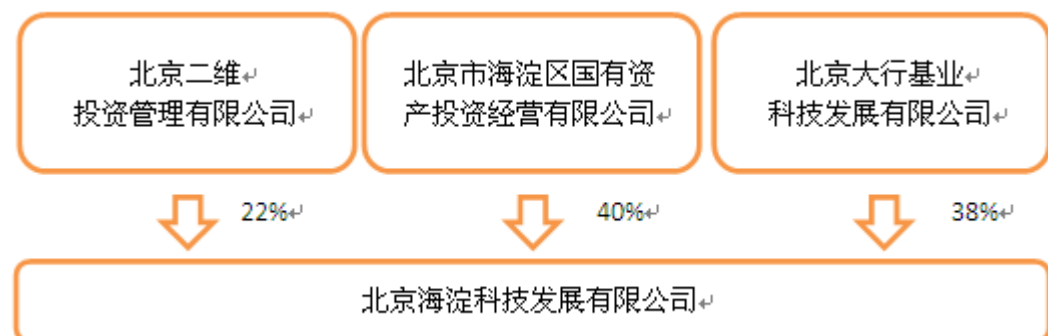 北京二维
投资管理有限公司
北京市海淀区国有资
产投资经营有限公司
北京大行基业
科技发展有限公司
22%
40%
38%
北京海淀科技发展有限公司